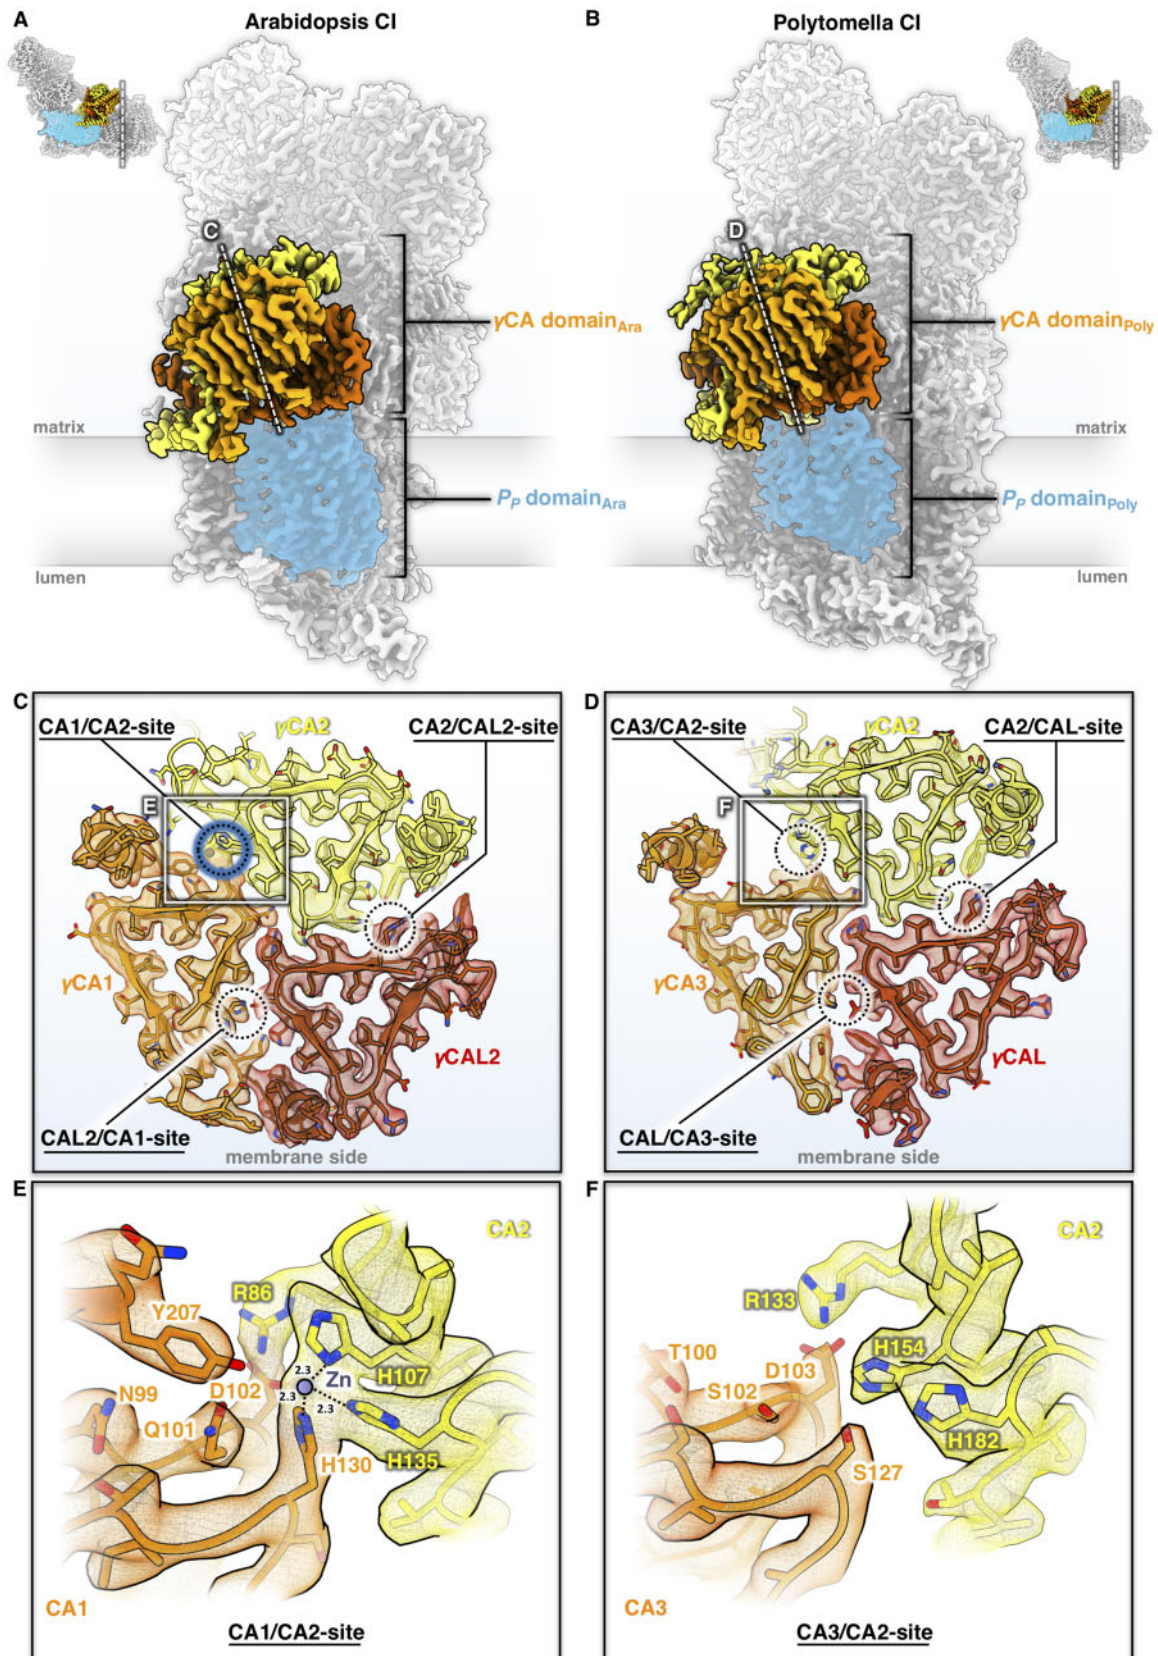 A
Arabidopsis CI
B
Polytomella CI
C
D
γCA domainAra
γCA domainPoly
matrix
matrix
PP domainAra
PP domainPoly
lumen
lumen
C
CA1/CA2-site
γCA2
CA2/CAL2-site
E
γCA1
γCAL2
CAL2/CA1-site
membrane side
D
CA3/CA2-site
γCA2
CA2/CAL-site
F
γCA3
γCAL
CAL/CA3-site
membrane side
E
CA2
R86
Y207
2.3
Zn
H107
N99
D102
2.3
2.3
Q101
H130
H135
CA1
CA1/CA2-site
F
CA2
R133
T100
H154
D103
S102
H182
S127
CA3
CA3/CA2-site